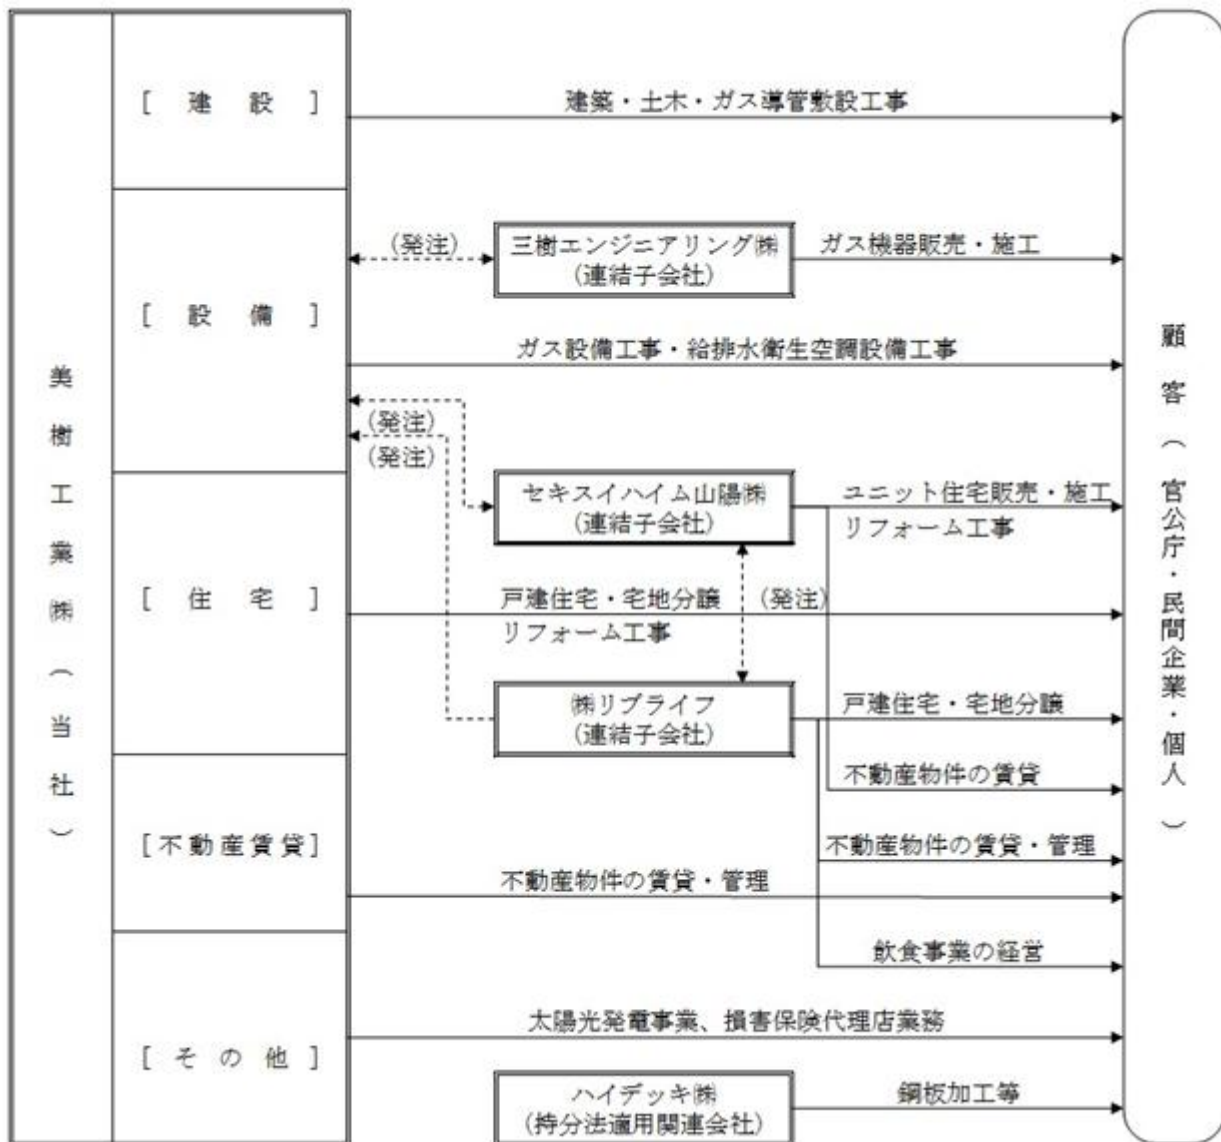 美樹工業㈱（当社）
[建設]
建築・土木・ガス導管敷設工事
(発注)
三樹エンジニアリング㈱
(連結子会社)
ガス機器販売・施工
[設備]
ガス設備工事・給排水衛生空調設備工事
(発注)
(発注)
セキスイハイム山陽㈱
(連結子会社)
ユニット住宅販売・施工
リフォーム工事
[住宅]
戸建住宅・宅地分譲
リフォーム工事
(発注)
㈱リブライフ
(連結子会社)
戸建住宅・宅地分譲
不動産物件の賃貸
[不動産賃貸]
不動産物件の賃貸・管理
不動産物件の賃貸・管理
飲食事業の経営
[その他]
太陽光発電事業、損害保険代理店業務
ハイデッキ㈱
(持分法適用関連会社)
鋼板加工等
顧客（官公庁・民間企業・個人）